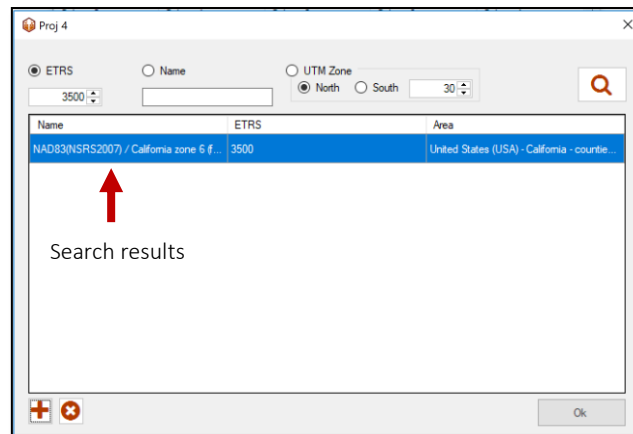 Proj 4
ETRS Name UTM Zone
3500 North South 30
Name ETRS Area
NAD83(NSRS2007) / California zone 6 (f... 3500 United States (USA) - California - countie...
Search results
Ok